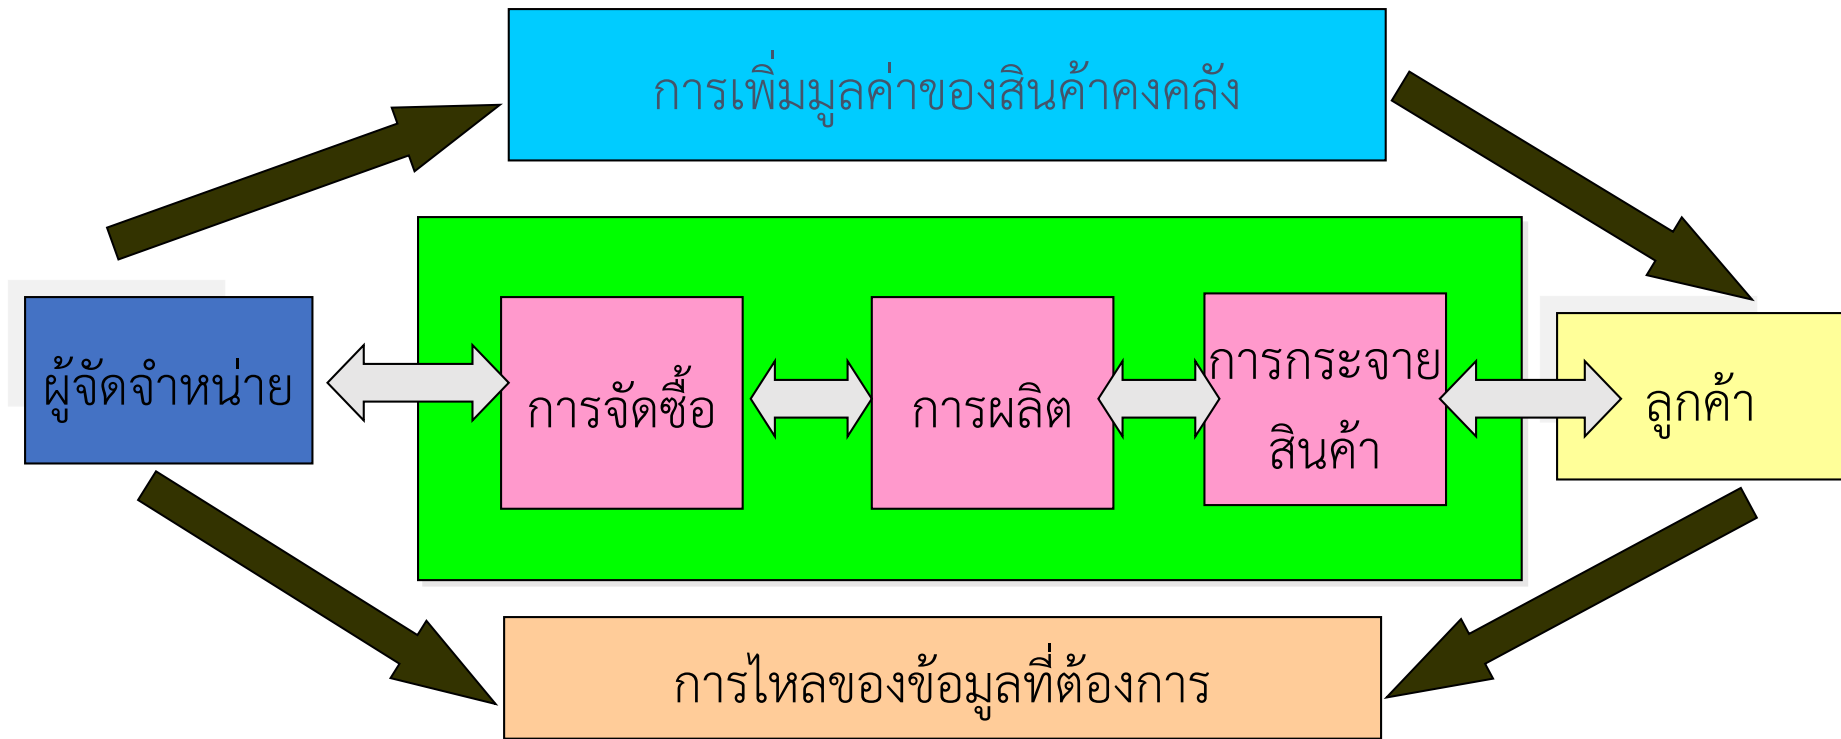 การเพิ่มมูลค่าของสินค้าคงคลัง
ผู้จัดจำหน่าย
การจัดซื้อ
การผลิต
การกระจาย
สินค้า
ลูกค้า
การไหลของข้อมูลที่ต้องการ